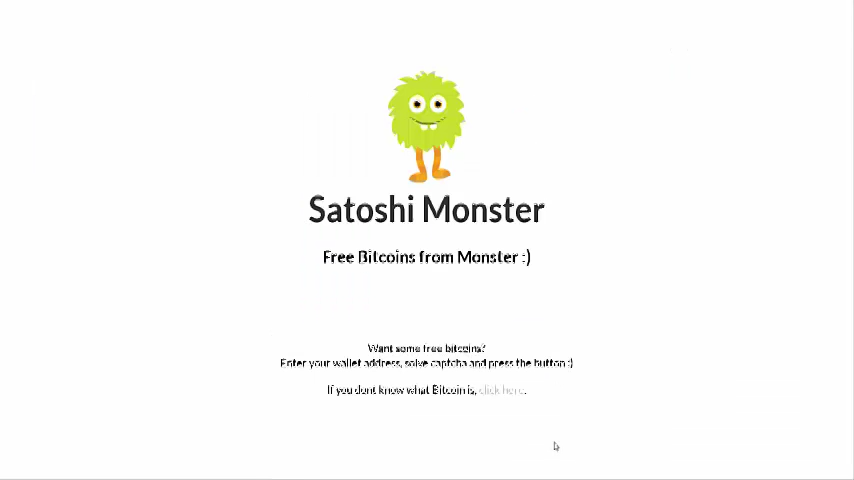 Satoshi Monster
Free Bitcoins from Monster :)
Want some free bitcoins?
Enter your wallet address, solve captcha and press the button :)
If you dont know what Bitcoin is, click here.